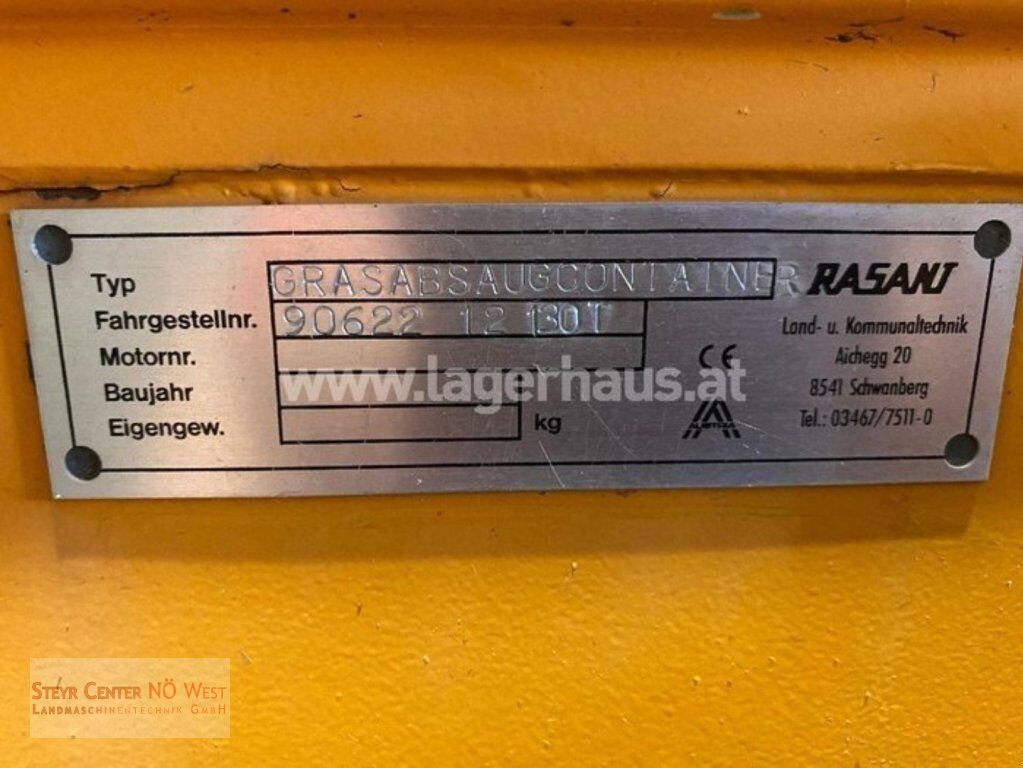 Typ GRASABSAUGCONTAINER
Fahrgestellnr. 90622 12
Motornr.
Baujahr
Eigengew. kg
RASANT
Land- u. Kommunaltechnik
Aichegg 20
8541 Schwanberg
Tel.: 03467/7511-0
CE
AUSTRIA
www.lagerhaus.at
STEYR CENTER NÖ WEST
LANDMASCHINENTECHNIK GMBH